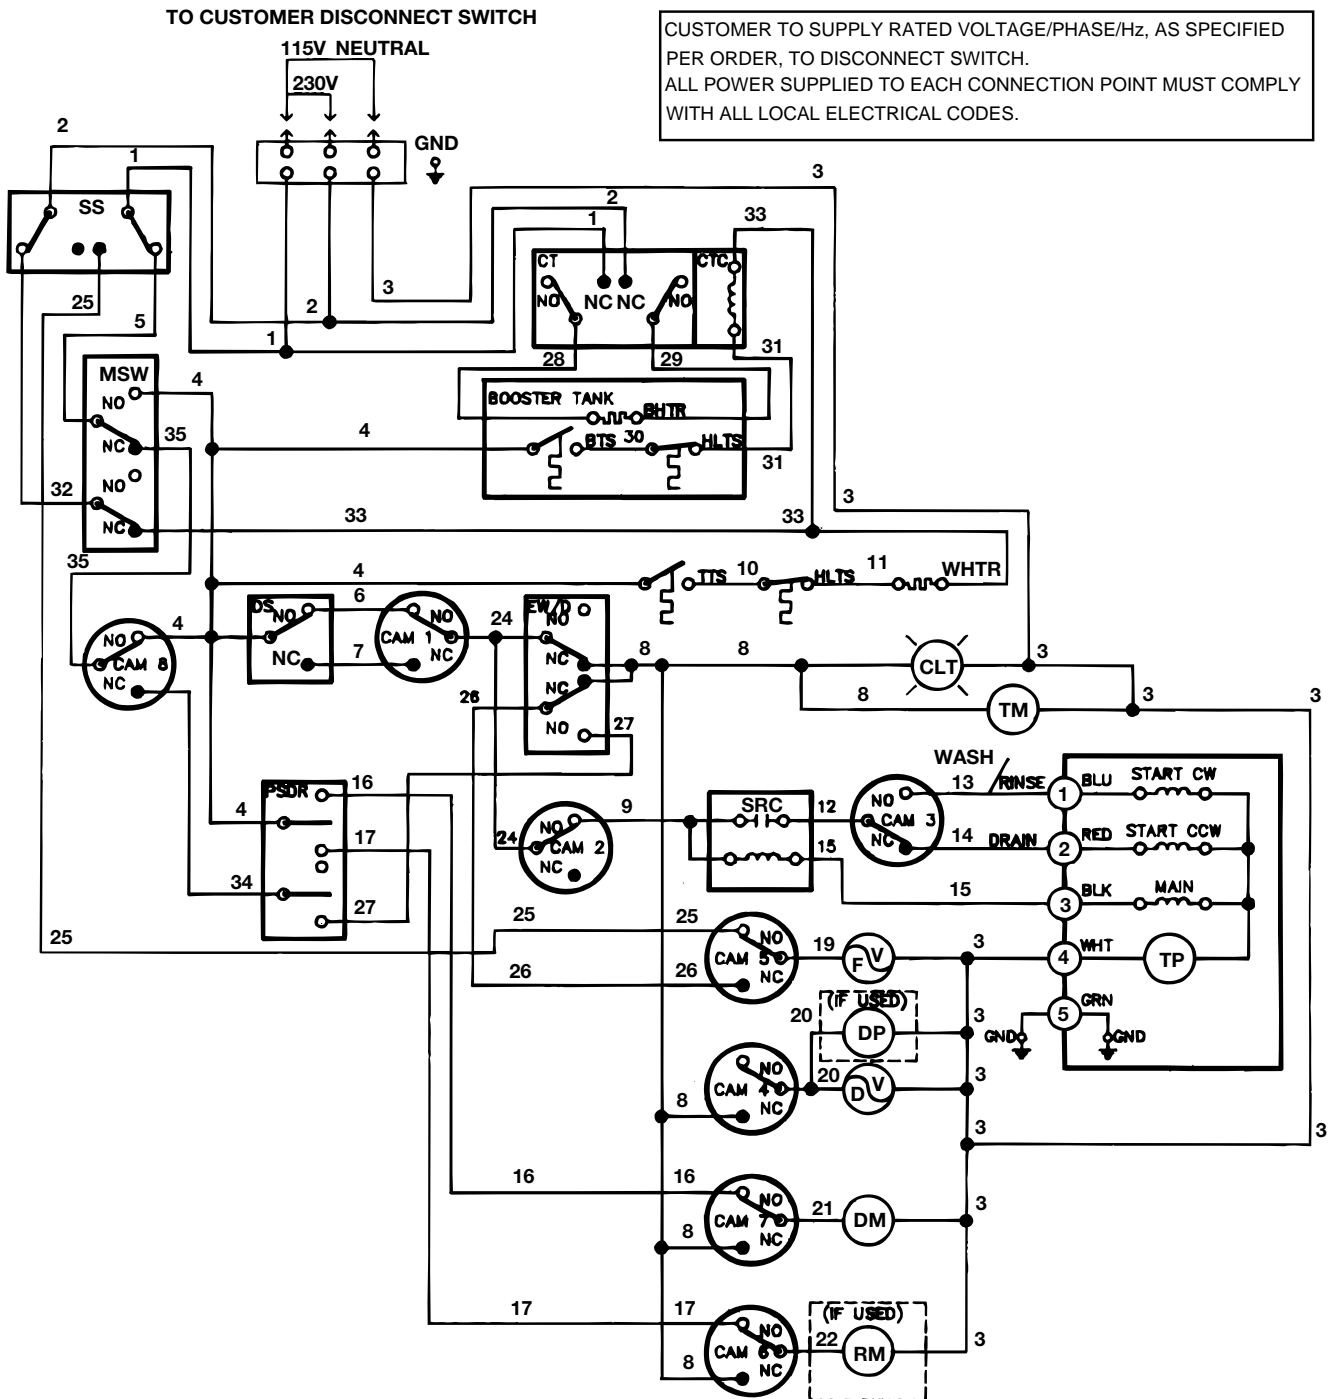 TO CUSTOMER DISCONNECT SWITCH
115V NEUTRAL
230V
GND
CUSTOMER TO SUPPLY RATED VOLTAGE/PHASE/Hz, AS SPECIFIED
PER ORDER, TO DISCONNECT SWITCH.
ALL POWER SUPPLIED TO EACH CONNECTION POINT MUST COMPLY
WITH ALL LOCAL ELECTRICAL CODES.
2
1
3
SS
2
1
33
CT
CTC
NO
NC NC
NO
25
5
3
2
1
28
29
31
MSW
NO
4
NC
35
BOOSTER TANK
BHTR
4
BTS 30
HLTS
31
NO
32
NC
33
33
3
35
4
TTS
10
HLTS
11
WHTR
DS
NO
6
NO
CAM 1
NC
24
EW/D
NO
NO
4
CAM 8
NC
NC
7
NC
8
8
CLT
3
NC
26
NO
27
8
TM
3
3
WASH
13
RINSE
1
BLU
START CW
PSDR
16
4
17
9
SRC
12
NO
CAM 3
NC
14
DRAIN
2
RED
START CCW
24
NO
CAM 2
NC
15
34
27
15
3
BLK
MAIN
25
25
25
NO
CAM 5
NC
19
F V
3
4
WHT
TP
26
26
(IF USED)
20
DP
3
5
GRN
GND
GND
NO
CAM 4
NC
20
D V
3
8
3
3
16
16
NO
CAM 7
NC
21
DM
3
8
17
17
NO
CAM 6
NC
(IF USED)
22
RM
3
8